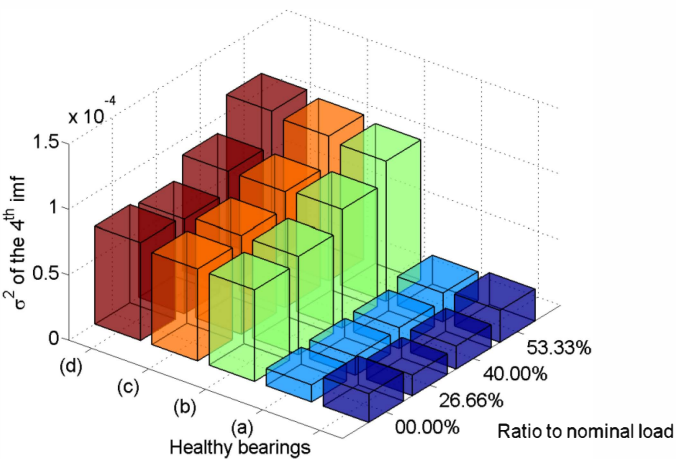 x 10⁻⁴
1.5
1
0.5
0
σ² of the 4ᵗʰ imf
(d)
(c)
(b)
(a)
Healthy bearings
53.33%
40.00%
26.66%
00.00%
Ratio to nominal load